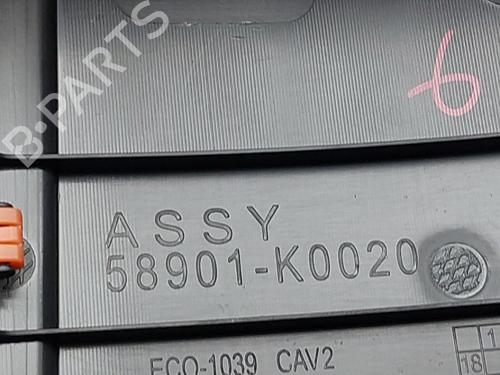 B-PARTS
6
ASSY
58901-K0020
ECO-1039 CAV2
1
18